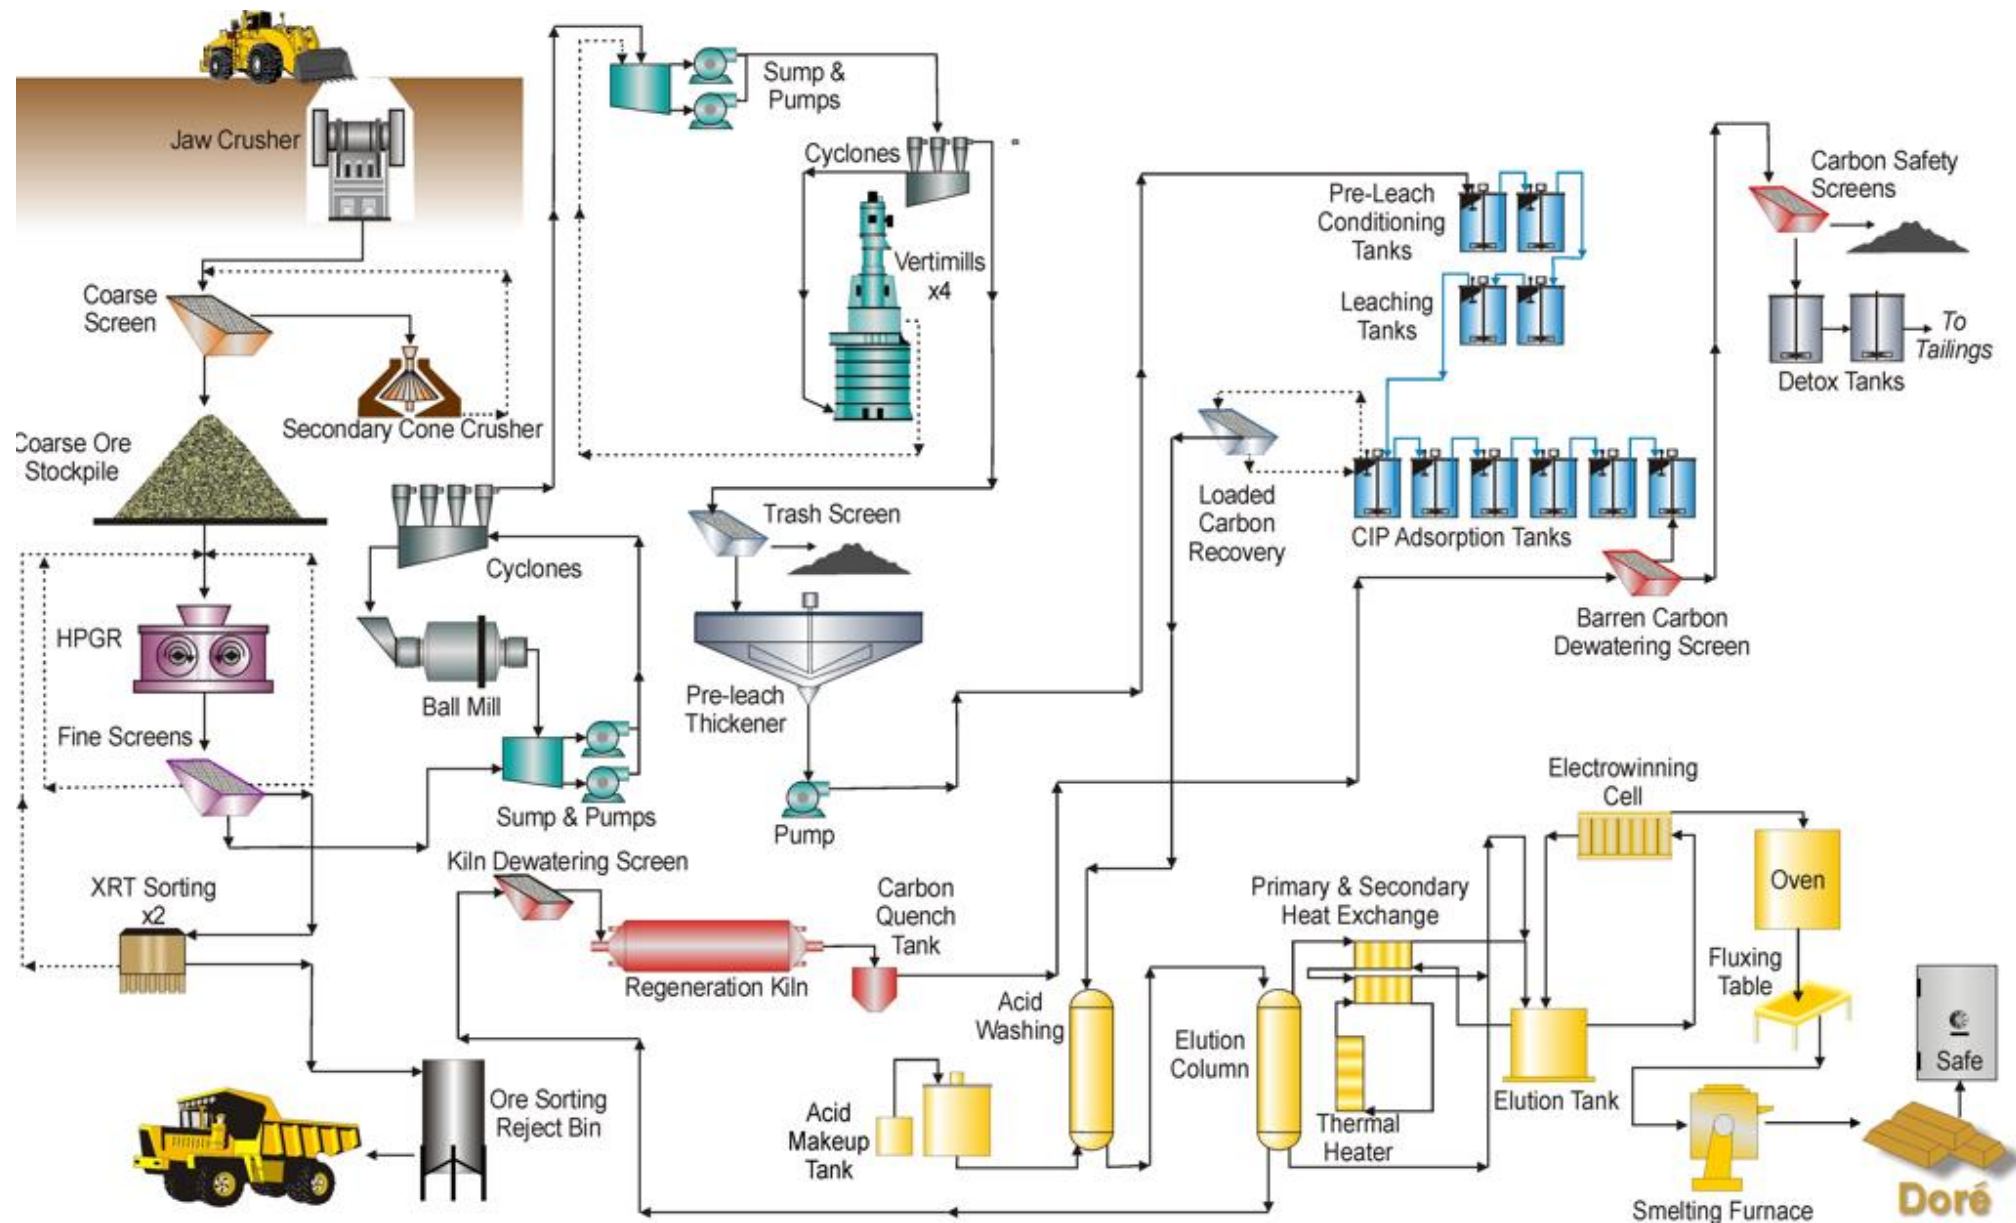 Sump &
Pumps
Jaw Crusher
Cyclones
Carbon Safety
Screens
Pre-Leach
Conditioning
Tanks
Vertimills
x4
Coarse
Screen
Leaching
Tanks
To
Tailings
Detox Tanks
Secondary Cone Crusher
Coarse Ore
Stockpile
Loaded
Carbon
Recovery
Trash Screen
CIP Adsorption Tanks
Cyclones
HPGR
Barren Carbon
Dewatering Screen
Ball Mill
Pre-leach
Thickener
Fine Screens
Electrowinning
Cell
Sump & Pumps
Pump
Kiln Dewatering Screen
XRT Sorting
x2
Carbon
Quench
Tank
Primary & Secondary
Heat Exchange
Oven
Regeneration Kiln
Fluxing
Table
Acid
Washing
Elution
Column
Safe
Ore Sorting
Reject Bin
Acid
Makeup
Tank
Thermal
Heater
Elution Tank
Smelting Furnace
Doré